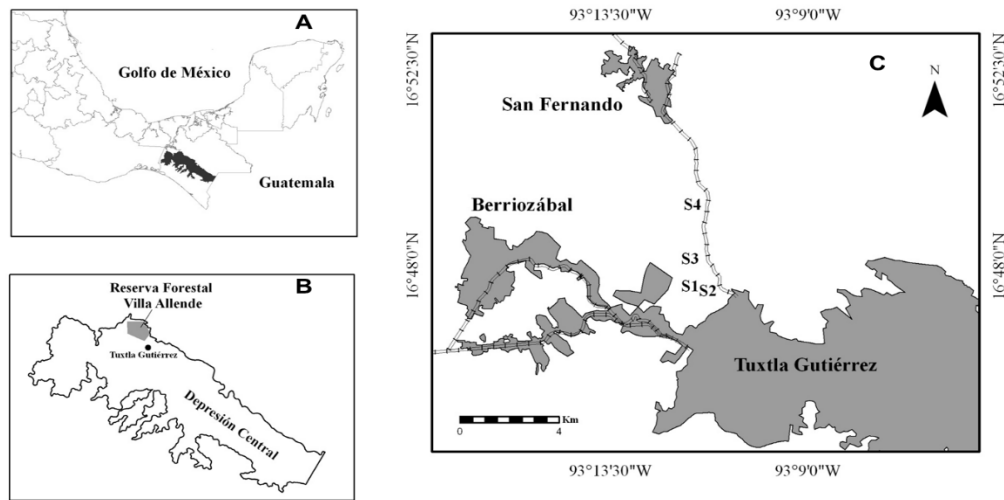 A
Golfo de México
Guatemala
B
Reserva Forestal
Villa Allende
Tuxtla Gutiérrez
Depresión Central
93°13'30"W 93°9'0"W
C
16°52'30"N 16°52'30"N
N
San Fernando
Berriozábal
S4
S3
S1 S2
16°48'0"N 16°48'0"N
Tuxtla Gutiérrez
Km
0 4
93°13'30"W 93°9'0"W